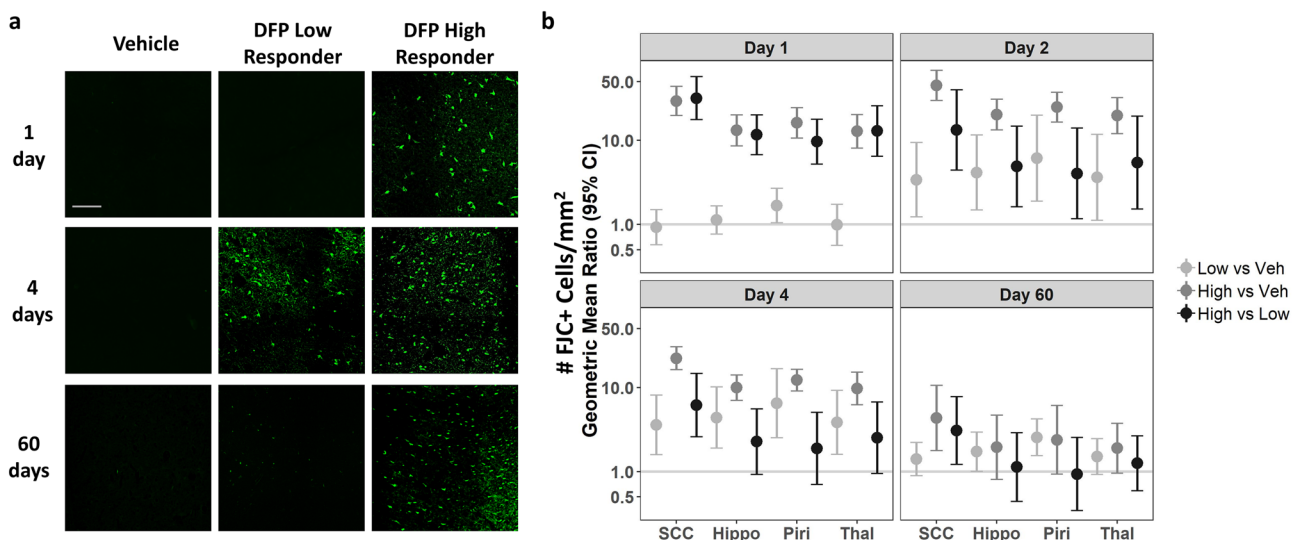 a
Vehicle
DFP Low
Responder
DFP High
Responder
1
day
4
days
60
days
b
# FJC+ Cells/mm²
Geometric Mean Ratio (95% CI)
Day 1
50.0
10.0
1.0
0.5
Day 2
Day 4
50.0
10.0
1.0
0.5
SCC Hippo Piri Thal
Day 60
SCC Hippo Piri Thal
Low vs Veh
High vs Veh
High vs Low